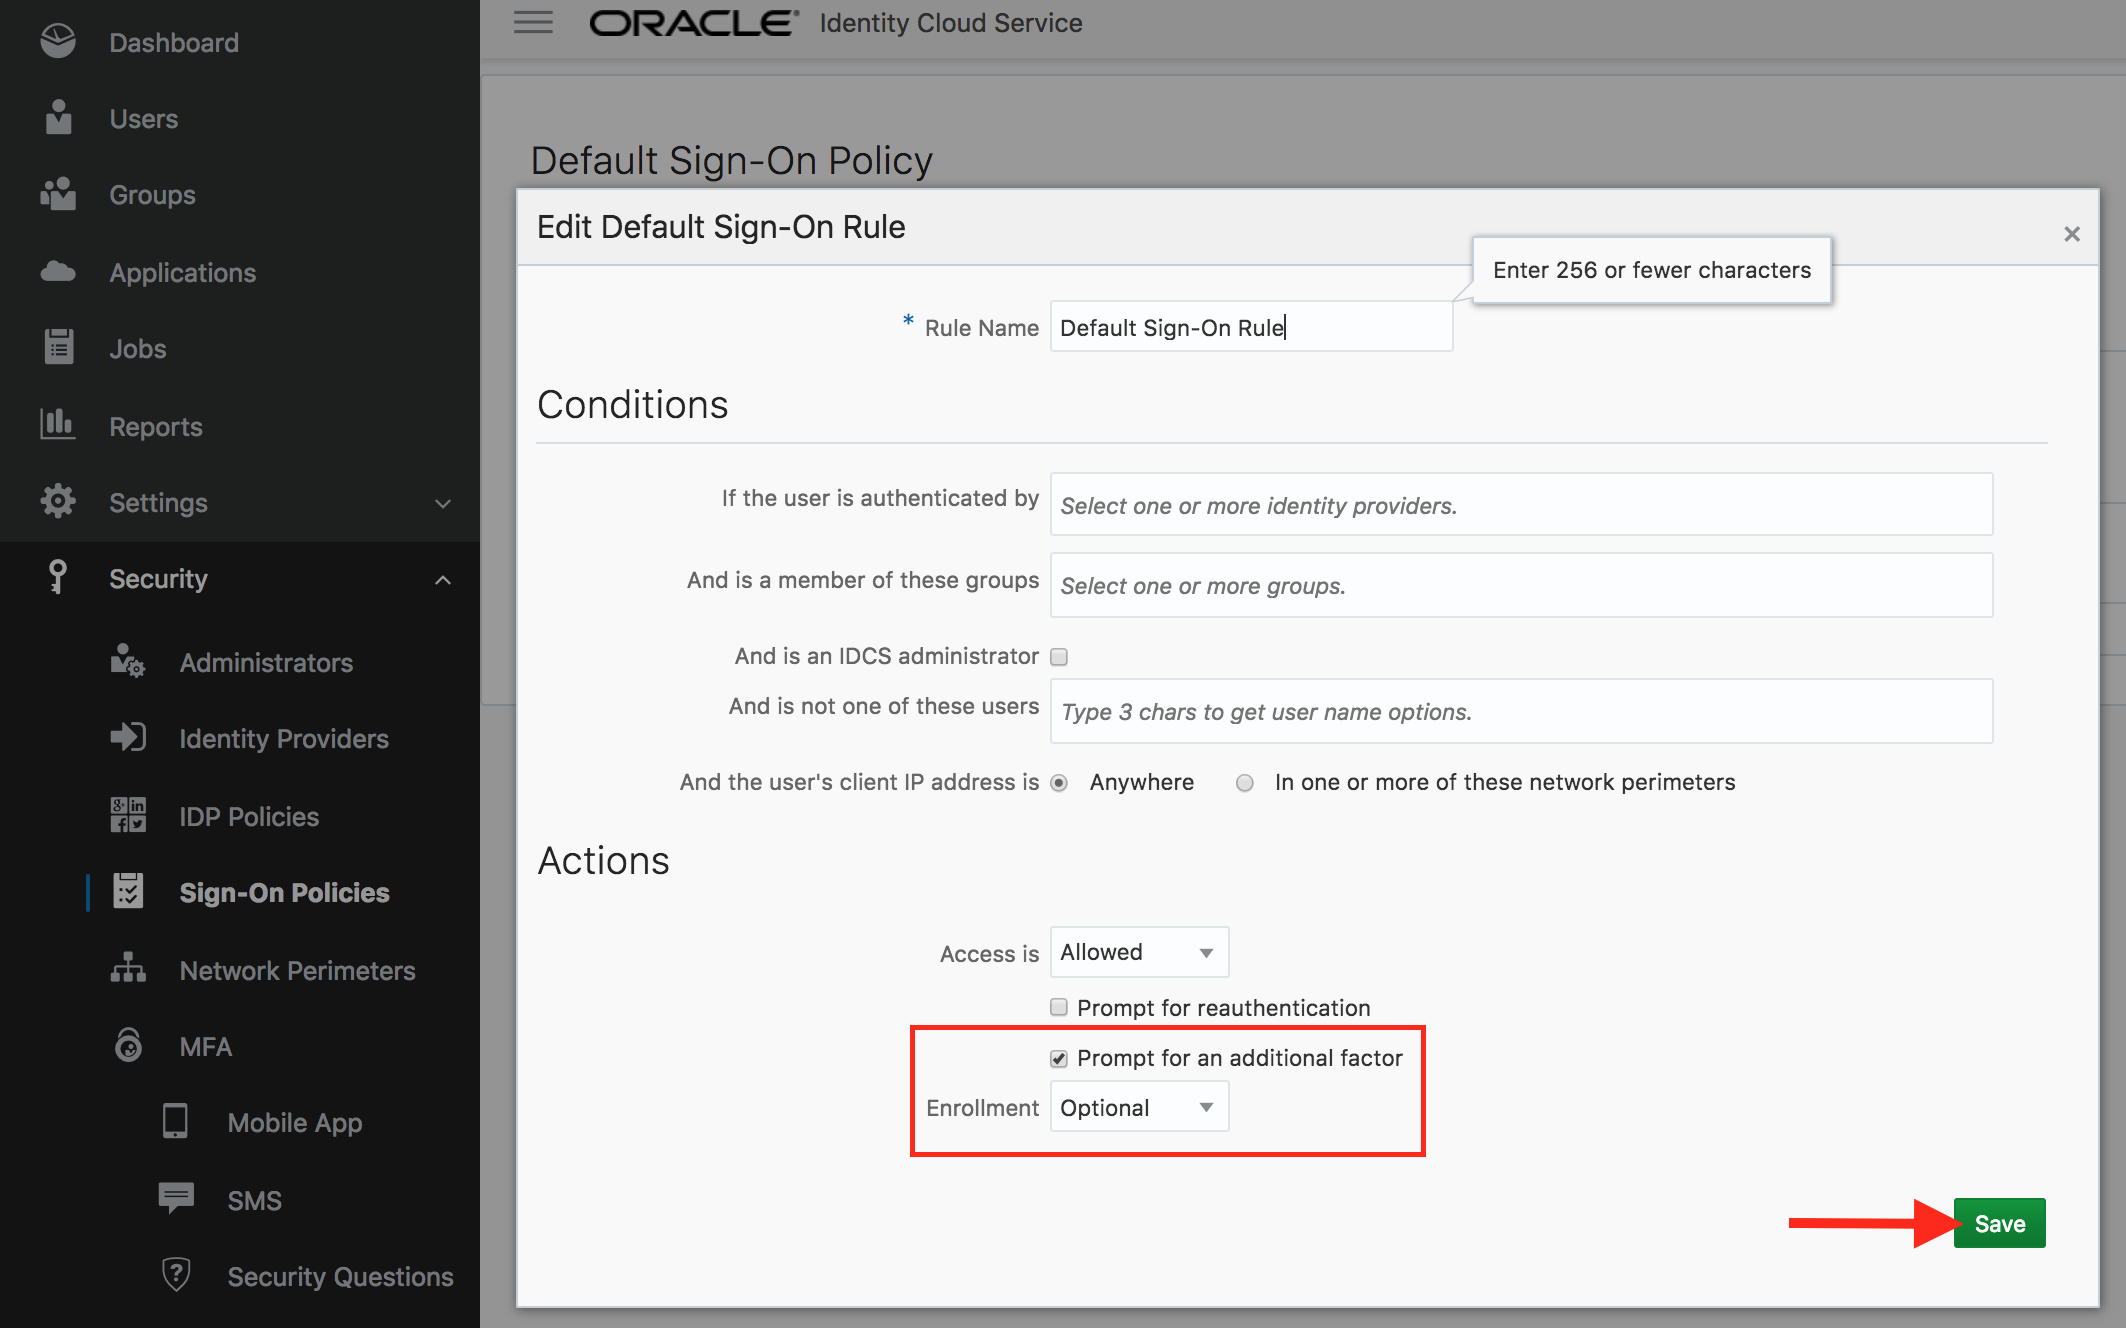 Dashboard
Users
Groups
Applications
Jobs
Reports
Settings
Security
Administrators
Identity Providers
IDP Policies
Sign-On Policies
Network Perimeters
MFA
Mobile App
SMS
Security Questions
ORACLE® Identity Cloud Service
Default Sign-On Policy
Edit Default Sign-On Rule
×
Enter 256 or fewer characters
* Rule Name Default Sign-On Rule
Conditions
If the user is authenticated by Select one or more identity providers.
And is a member of these groups Select one or more groups.
And is an IDCS administrator
And is not one of these users Type 3 chars to get user name options.
And the user's client IP address is Anywhere In one or more of these network perimeters
Actions
Access is Allowed
Prompt for reauthentication
Prompt for an additional factor
Enrollment Optional
Save